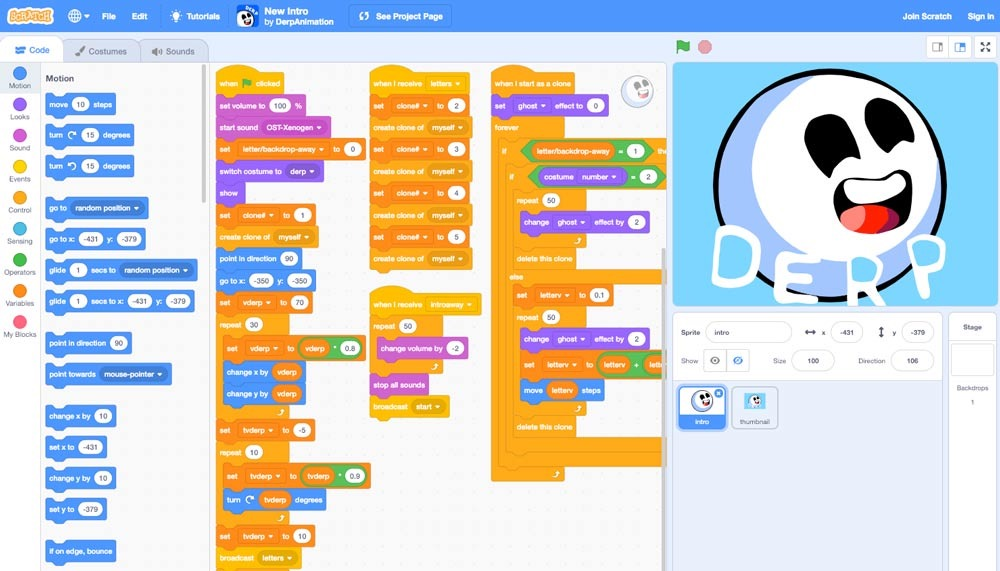 SCRATCH
File
Edit
Tutorials
DERP
New Intro
by DerpAnimation
See Project Page
Join Scratch
Sign in
Code
Costumes
Sounds
Motion
Looks
Sound
Events
Control
Sensing
Operators
Variables
My Blocks
Motion
move 10 steps
turn 15 degrees
turn 15 degrees
go to random position
go to x: -431 y: -379
glide 1 secs to random position
glide 1 secs to x: -431 y: -379
point in direction 90
point towards mouse-pointer
change x by 10
set x to -431
change y by 10
set y to -379
if on edge, bounce
when clicked
set volume to 100 %
start sound OST-Xenogen
set letter/backdrop-away to 0
switch costume to derp
show
set clone# to 1
create clone of myself
point in direction 90
go to x: -350 y: -350
set vderp to 70
repeat 30
set vderp to vderp * 0.8
change x by vderp
change y by vderp
set tvderp to -5
repeat 10
set tvderp to tvderp * 0.9
turn tvderp degrees
set tvderp to 10
broadcast letters
when I receive letters
set clone# to 2
create clone of myself
set clone# to 3
create clone of myself
set clone# to 4
create clone of myself
set clone# to 5
create clone of myself
when I receive introaway
repeat 50
change volume by -2
stop all sounds
broadcast start
when I start as a clone
set ghost effect to 0
forever
if letter/backdrop-away = 1 the
if costume number = 2
repeat 50
change ghost effect by 2
delete this clone
else
set letterv to 0.1
repeat 50
change ghost effect by 2
set letterv to letterv + lette
move letterv steps
delete this clone
DERP
Sprite intro x -431 y -379
Show Size 100 Direction 106
intro
thumbnail
Stage
Backdrops
1